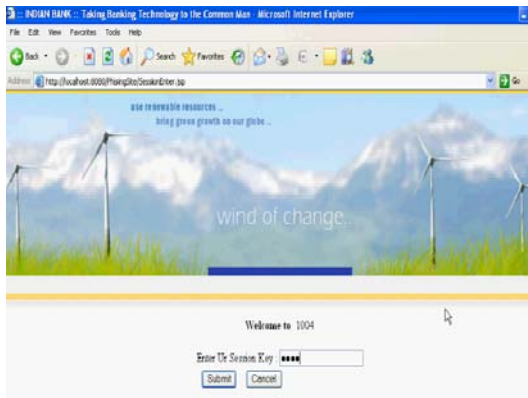 :: INDIAN BANK :: Taking Banking Technology to the Common Man - Microsoft Internet Explorer
File Edit View Favorites Tools Help
Back Search Favorites
Address http://localhost:8080/PhisingSite/SessionEnter.jsp Go
use renewable resources ...
bring green growth on our globe ...
wind of change..
Welcome to 1004
Enter Ur Session Key : ●●●●
Submit Cancel